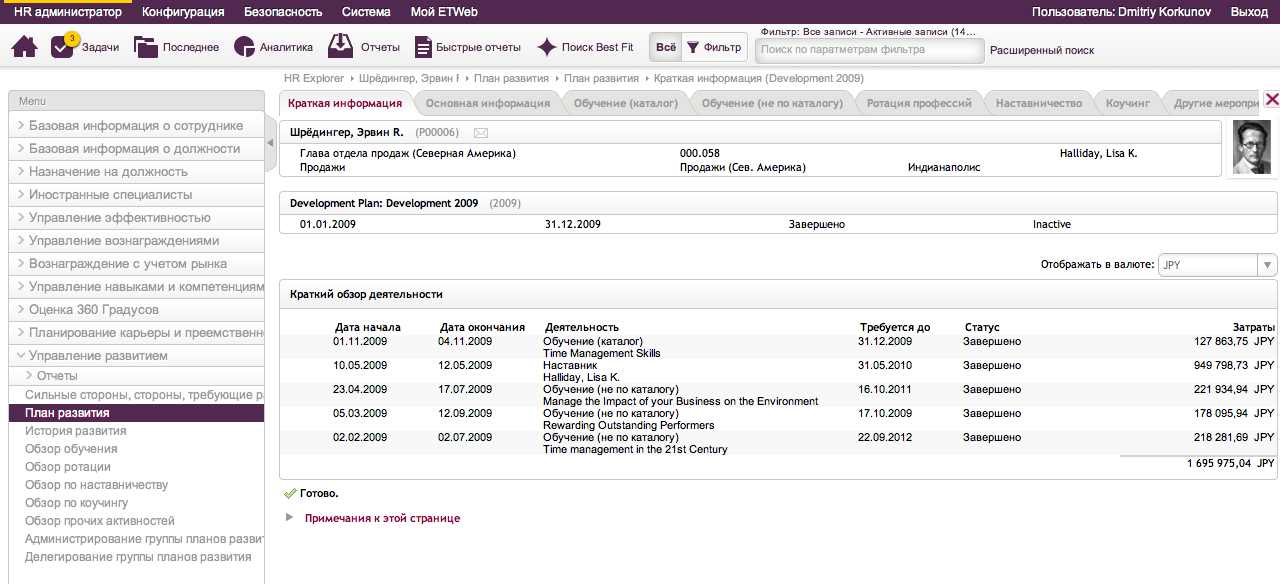 HR администратор Конфигурация Безопасность Система Мой ETWeb Пользователь: Dmitriy Korkunov Выход
3 Задачи Последнее Аналитика Отчеты Быстрые отчеты Поиск Best Fit Всё Фильтр
Фильтр: Все записи - Активные записи (14...
Поиск по паратметрам фильтра Расширенный поиск
HR Explorer Шрёдингер, Эрвин План развития План развития Краткая информация (Development 2009)
Menu
Базовая информация о сотруднике
Базовая информация о должности
Назначение на должность
Иностранные специалисты
Управление эффективностью
Управление вознаграждениями
Вознаграждение с учетом рынка
Управление навыками и компетенциям
Оценка 360 Градусов
Планирование карьеры и преемственн
Управление развитием
Отчеты
Сильные стороны, стороны, требующие р
План развития
История развития
Обзор обучения
Обзор ротации
Обзор по наставничеству
Обзор по коучингу
Обзор прочих активностей
Администрирование группы планов разви
Делегирование группы планов развития
Краткая информация Основная информация Обучение (каталог) Обучение (не по каталогу) Ротация профессий Наставничество Коучинг Другие меропри
Шрёдингер, Эрвин R. (P00006)
Глава отдела продаж (Северная Америка) 000.058 Halliday, Lisa K.
Продажи Продажи (Сев. Америка) Индианаполис
Development Plan: Development 2009 (2009)
01.01.2009 31.12.2009 Завершено Inactive
Отображать в валюте: JPY
Краткий обзор деятельности
Дата начала Дата окончания Деятельность Требуется до Статус Затраты
01.11.2009 04.11.2009 Обучение (каталог) 31.12.2009 Завершено 127 863,75 JPY
Time Management Skills
10.05.2009 12.05.2009 Наставник 31.05.2010 Завершено 949 798,73 JPY
Halliday, Lisa K.
23.04.2009 17.07.2009 Обучение (не по каталогу) 16.10.2011 Завершено 221 934,94 JPY
Manage the Impact of your Business on the Environment
05.03.2009 12.09.2009 Обучение (не по каталогу) 17.10.2009 Завершено 178 095,94 JPY
Rewarding Outstanding Performers
02.02.2009 02.07.2009 Обучение (не по каталогу) 22.09.2012 Завершено 218 281,69 JPY
Time management in the 21st Century
1 695 975,04 JPY
Готово.
Примечания к этой странице